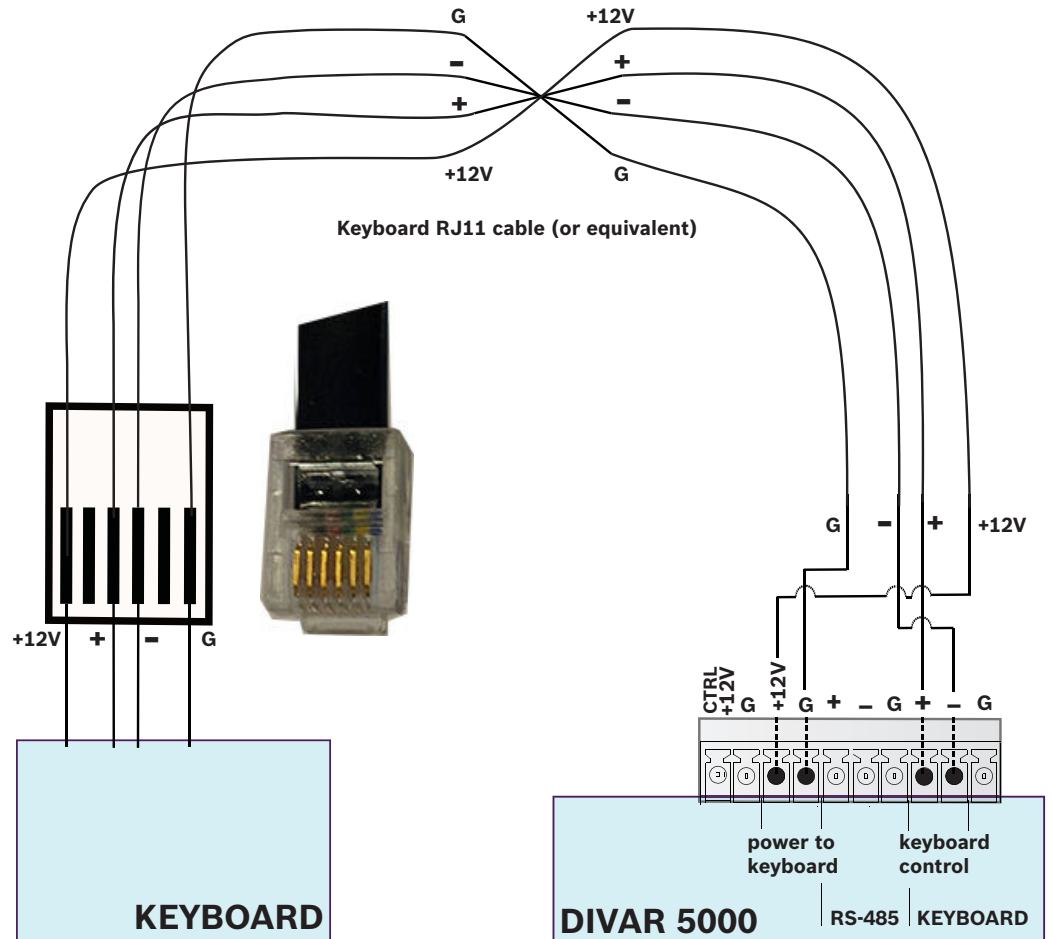 G +12V
- +
+ -
+12V G
Keyboard RJ11 cable (or equivalent)
G - + +12V
+12V + - G
CTRL +12V G +12V G + - G + - G
power to keyboard
keyboard control
KEYBOARD
DIVAR 5000
RS-485
KEYBOARD